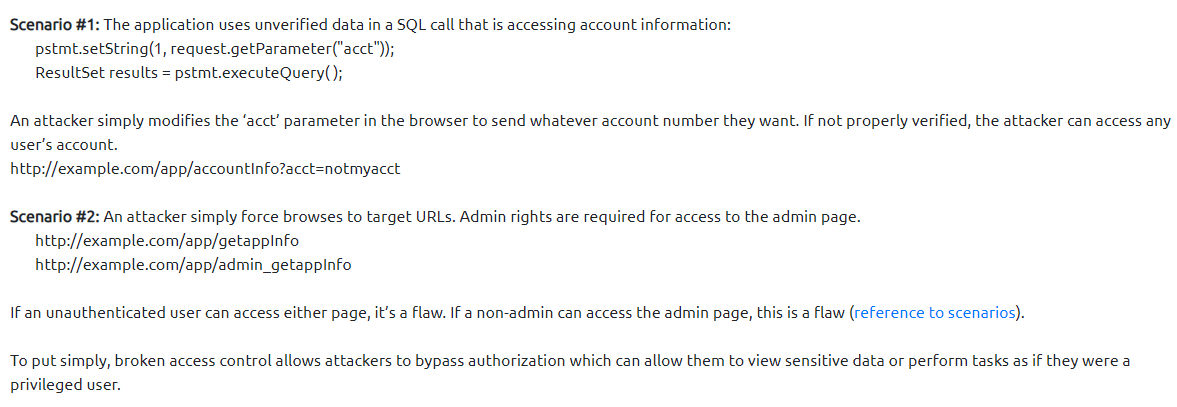 Scenario #1: The application uses unverified data in a SQL call that is accessing account information:
pstmt.setString(1, request.getParameter("acct"));
ResultSet results = pstmt.executeQuery( );
An attacker simply modifies the ‘acct’ parameter in the browser to send whatever account number they want. If not properly verified, the attacker can access any
user’s account.
http://example.com/app/accountInfo?acct=notmyacct
Scenario #2: An attacker simply force browses to target URLs. Admin rights are required for access to the admin page.
http://example.com/app/getappInfo
http://example.com/app/admin_getappInfo
If an unauthenticated user can access either page, it’s a flaw. If a non-admin can access the admin page, this is a flaw (reference to scenarios).
To put simply, broken access control allows attackers to bypass authorization which can allow them to view sensitive data or perform tasks as if they were a
privileged user.